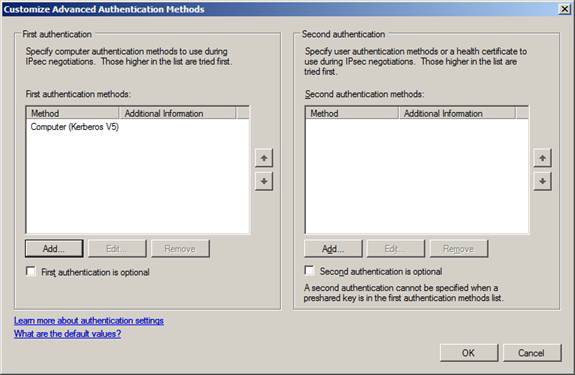 Customize Advanced Authentication Methods
First authentication
Specify computer authentication methods to use during
IPsec negotiations. Those higher in the list are tried first.
First authentication methods:
Method Additional Information
Computer (Kerberos V5)
Add... Edit... Remove
First authentication is optional
Second authentication
Specify user authentication methods or a health certificate to
use during IPsec negotiations. Those higher in the list are
tried first.
Second authentication methods:
Method Additional Information
Add... Edit... Remove
Second authentication is optional
A second authentication cannot be specified when a
preshared key is in the first authentication methods list.
Learn more about authentication settings
What are the default values?
OK Cancel